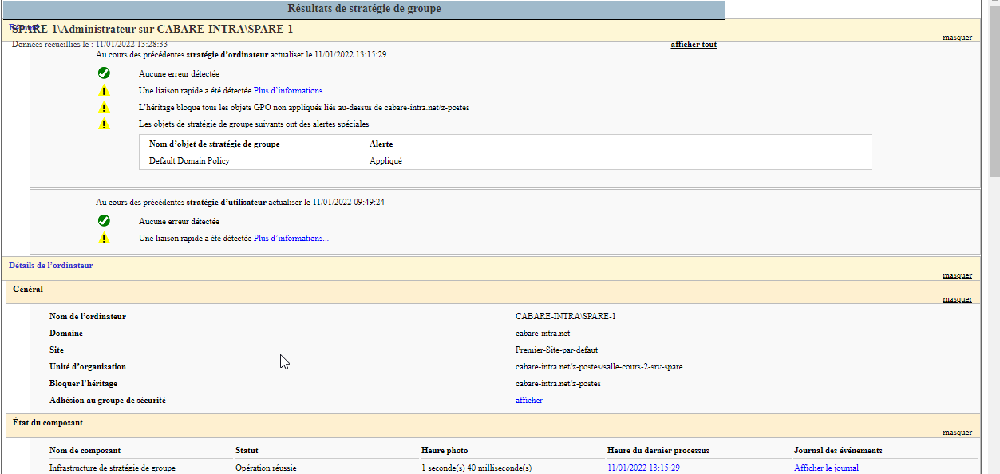 Résultats de stratégie de groupe
SPARE-1\Administrateur sur CABARE-INTRA\SPARE-1
masquer
Données recueillies le : 11/01/2022 13:28:33 afficher tout
Au cours des précédentes stratégie d’ordinateur actualiser le 11/01/2022 13:15:29
Aucune erreur détectée
Une liaison rapide a été détectée Plus d’informations...
L’héritage bloque tous les objets GPO non appliqués liés au-dessus de cabare-intra.net/z-postes
Les objets de stratégie de groupe suivants ont des alertes spéciales
Nom d’objet de stratégie de groupe Alerte
Default Domain Policy Appliqué
Au cours des précédentes stratégie d’utilisateur actualiser le 11/01/2022 09:49:24
Aucune erreur détectée
Une liaison rapide a été détectée Plus d’informations...
Détails de l’ordinateur
masquer
Général
masquer
Nom de l’ordinateur CABARE-INTRA\SPARE-1
Domaine cabare-intra.net
Site Premier-Site-par-defaut
Unité d’organisation cabare-intra.net/z-postes/salle-cours-2-srv-spare
Bloquer l’héritage cabare-intra.net/z-postes
Adhésion au groupe de sécurité afficher
État du composant
masquer
Nom de composant Statut Heure photo Heure du dernier processus Journal des événements
Infrastructure de stratégie de groupe Opération réussie 1 seconde(s) 40 milliseconde(s) 11/01/2022 13:15:29 Afficher le journal